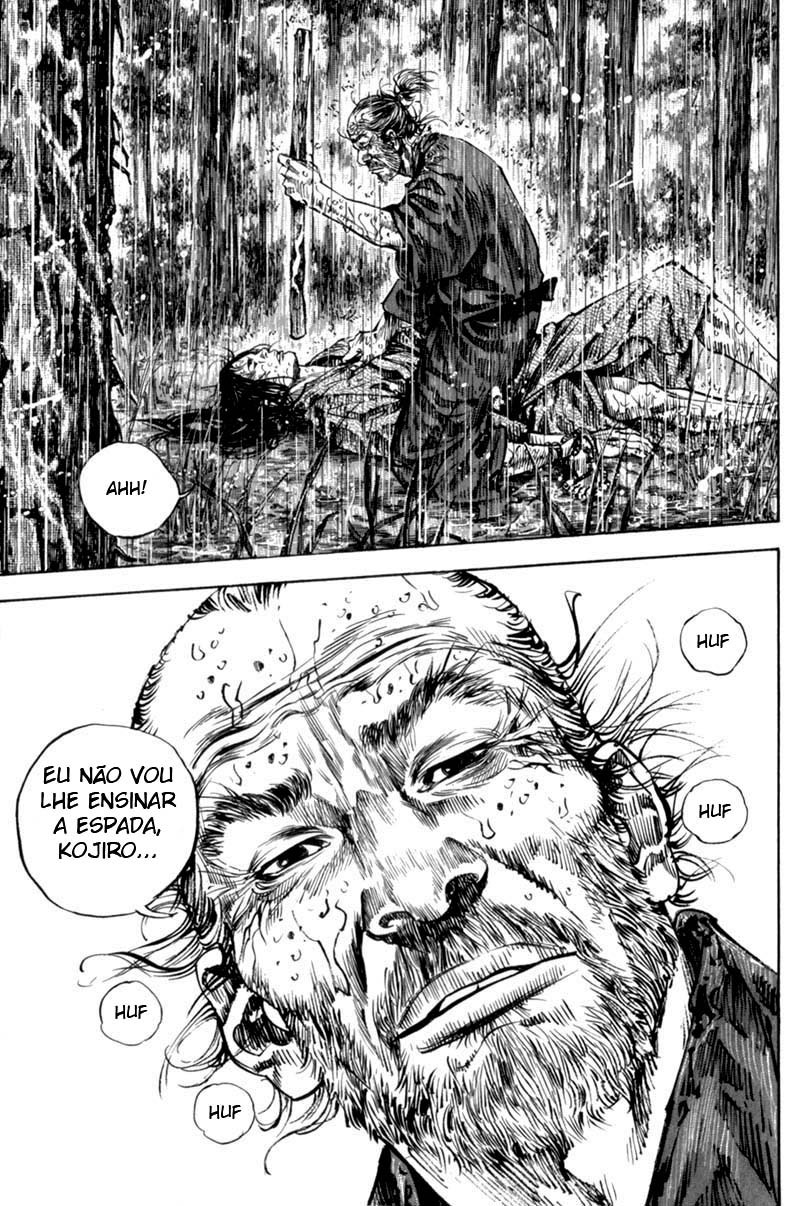 AHH!
HUF
EU NÃO VOU
LHE ENSINAR
A ESPADA,
KOJIRO...
HUF
HUF
HUF